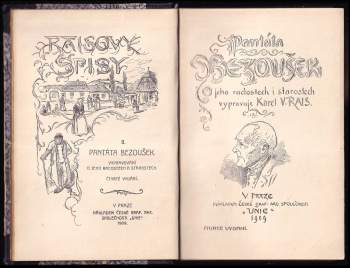 RAISOVY
SPISY
II.
PANTÁTA BEZOUŠEK
VYPRAVOVÁNÍ
O JEHO RADOSTECH A STAROSTECH
ČTVRTÉ VYDÁNÍ.
V PRAZE
NÁKLADEM ČESKÉ GRAF. AKC.
SPOLEČNOSTI „UNIE“
Pantáta
BEZOUŠEK
O jeho radostech i starostech
vypravuje Karel V. RAIS.
V PRAZE
NÁKLADEM ČESKÉ GRAF. AKC. SPOLEČNOSTI
„UNIE“
1919
VYDÁNÍ.